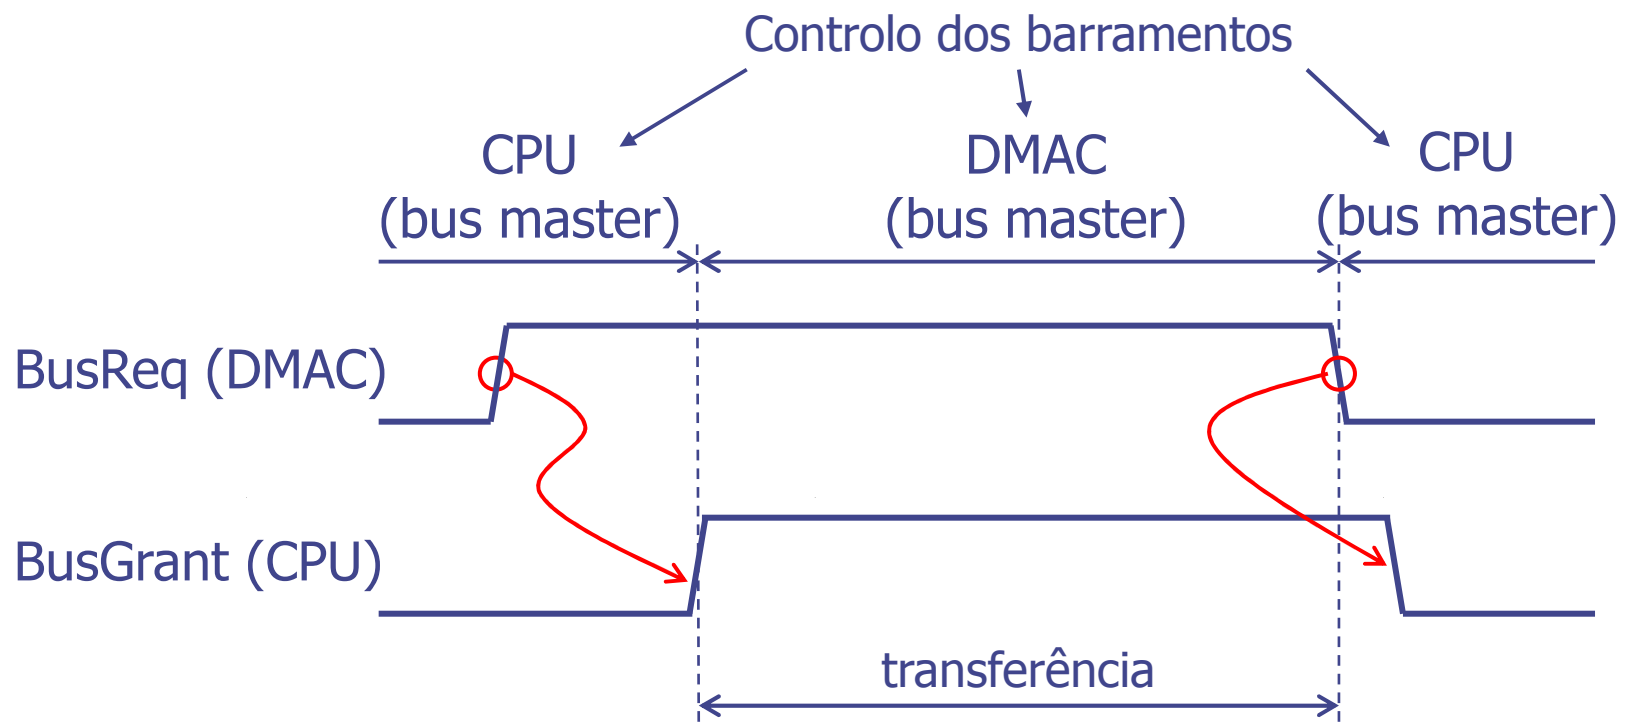 Controlo dos barramentos
CPU
(bus master)
DMAC
(bus master)
CPU
(bus master)
BusReq (DMAC)
BusGrant (CPU)
transferência